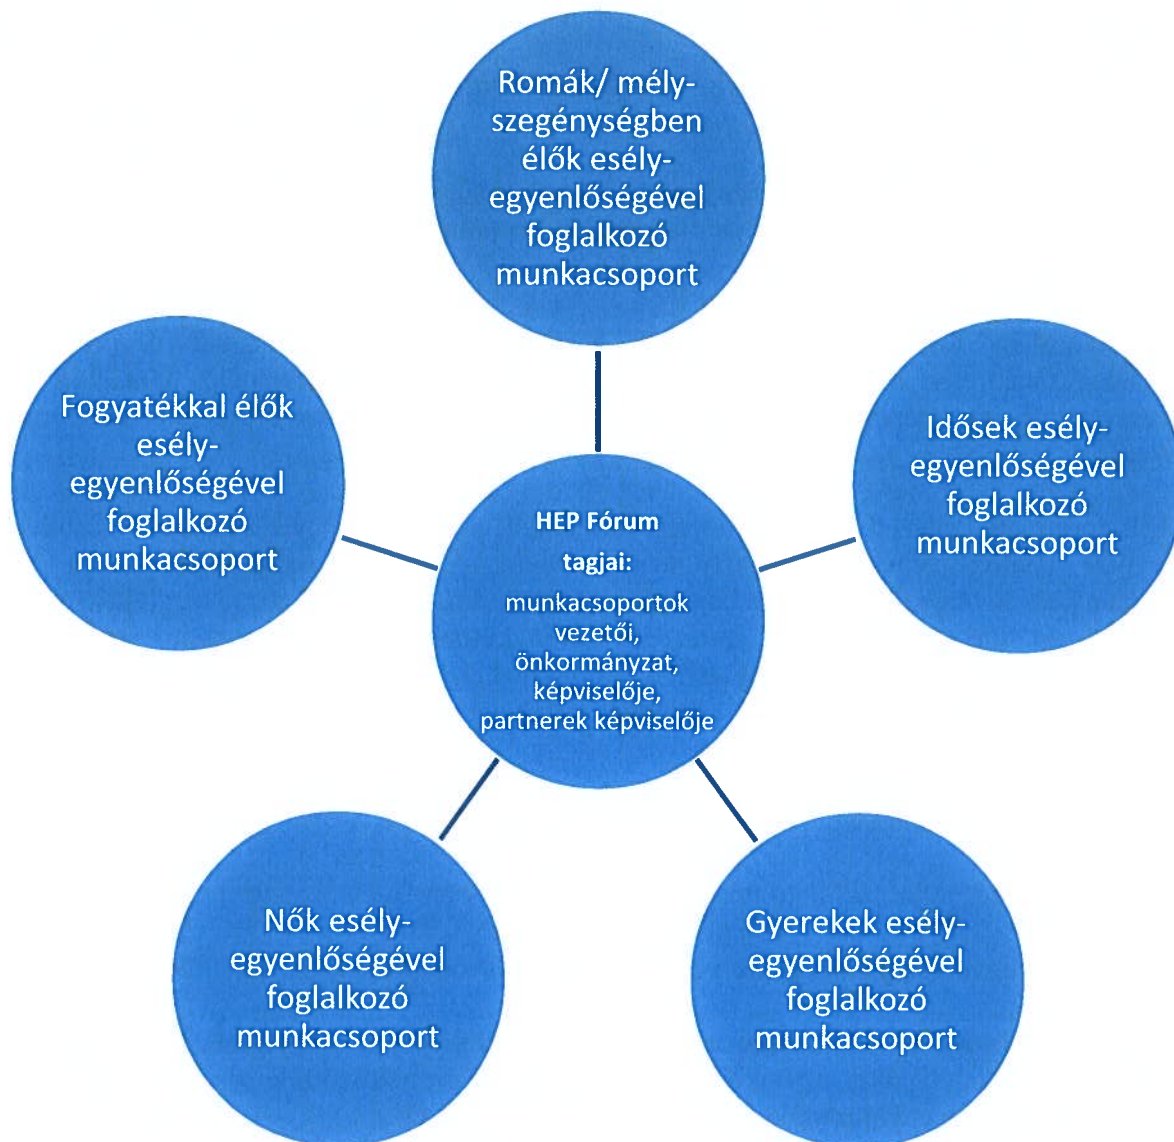 Romák/ mély-
szegénységben
élők esély-
egyenlőségével
foglalkozó
munkacsoport
Fogyatékkal élők
esély-
egyenlőségével
foglalkozó
munkacsoport
Idősek esély-
egyenlőségével
foglalkozó
munkacsoport
HEP Fórum
tagjai:
munkacsoportok
vezetői,
önkormányzat,
képviselője,
partnerek képviselője
Nők esély-
egyenlőségével
foglalkozó
munkacsoport
Gyerekek esély-
egyenlőségével
foglalkozó
munkacsoport